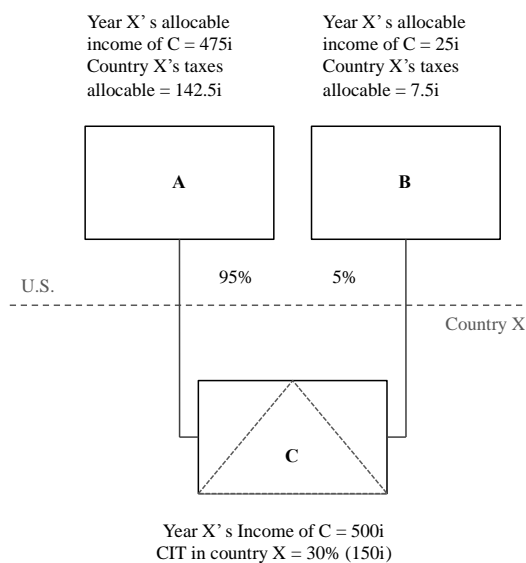 Year X’s allocable
income of C = 475i
Country X’s taxes
allocable = 142.5i
Year X’s allocable
income of C = 25i
Country X’s taxes
allocable = 7.5i
A
B
95%
5%
U.S.
Country X
C
Year X’s Income of C = 500i
CIT in country X = 30% (150i)